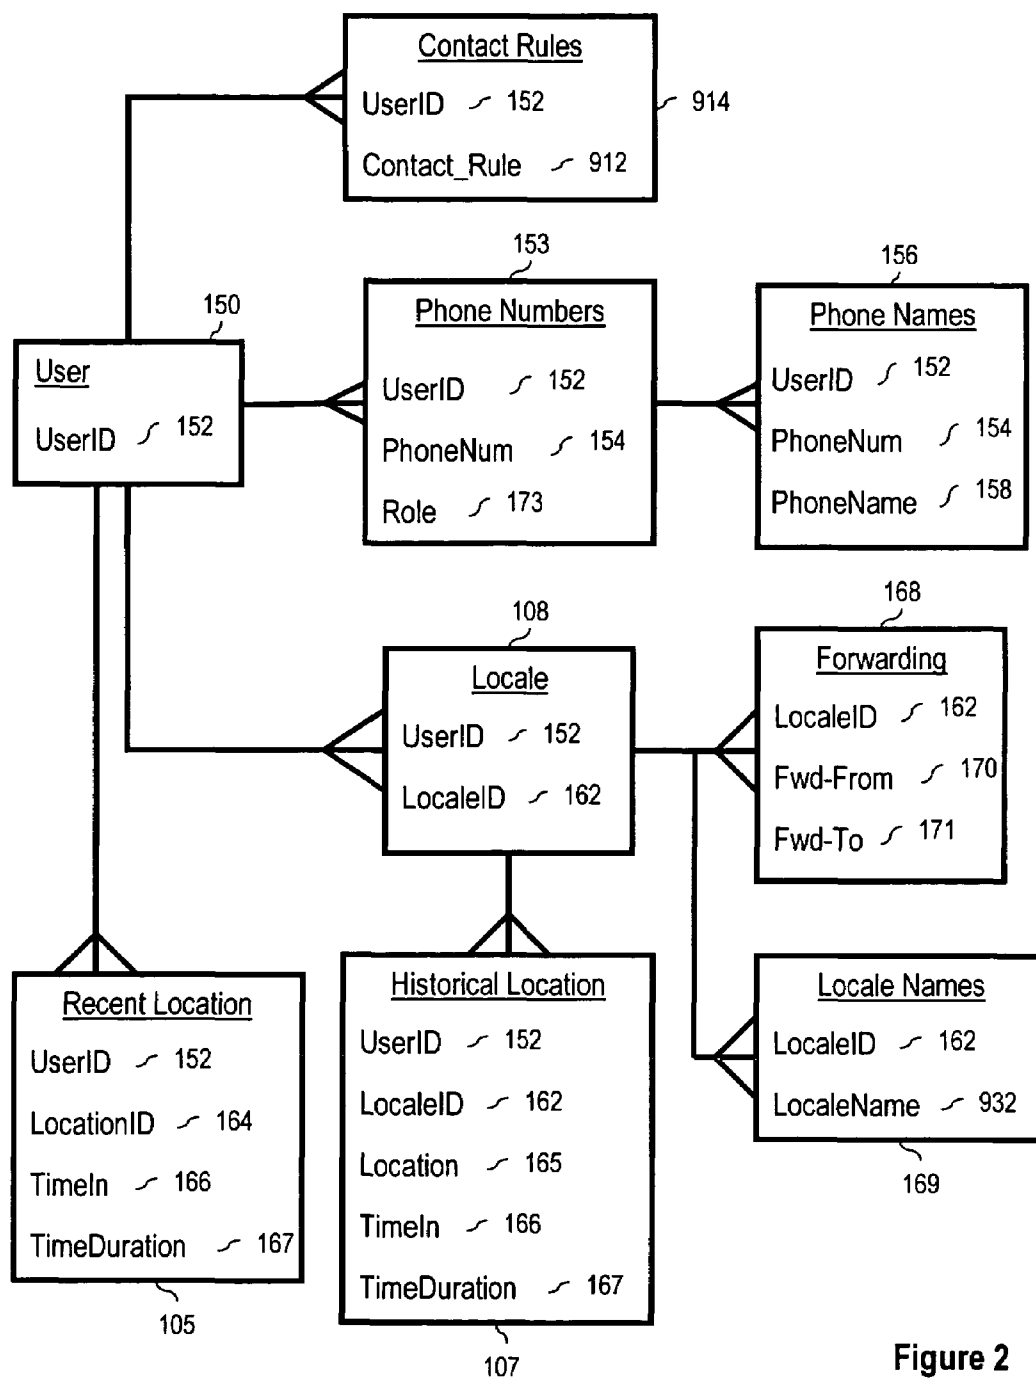 Contact Rules
UserID 152
914
Contact_Rule 912
153
156
150
Phone Numbers
Phone Names
User
UserID 152
UserID 152
UserID 152
PhoneNum 154
PhoneNum 154
Role 173
PhoneName 158
108
168
Locale
Forwarding
UserID 152
LocaleID 162
LocaleID 162
Fwd-From 170
Fwd-To 171
Recent Location
UserID 152
LocationID 164
TimeIn 166
TimeDuration 167
105
Historical Location
UserID 152
LocaleID 162
Location 165
TimeIn 166
TimeDuration 167
107
Locale Names
LocaleID 162
LocaleName 932
169
Figure 2